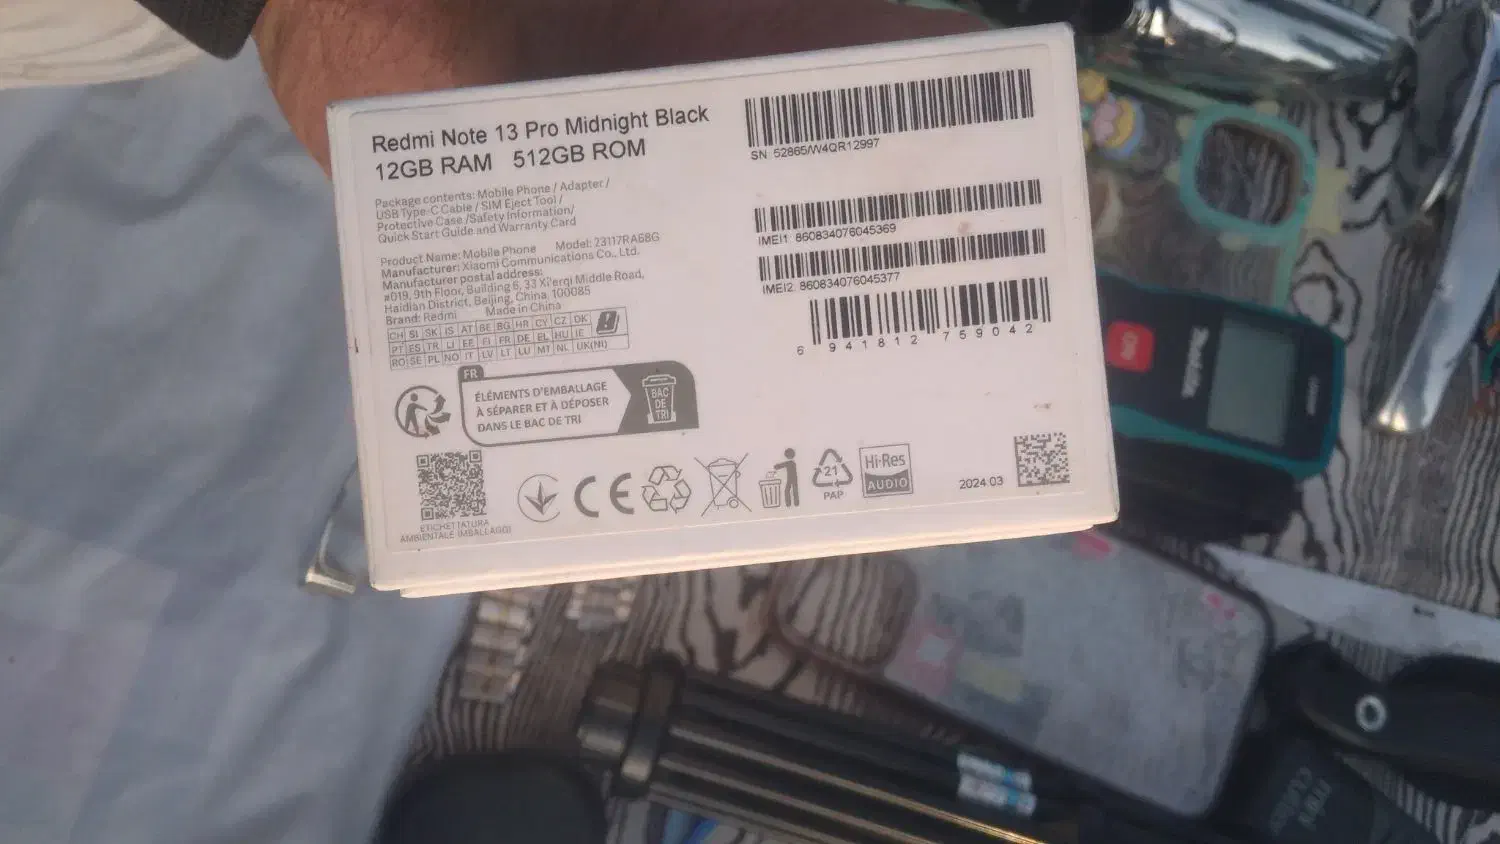 Redmi Note 13 Pro Midnight Black
12GB RAM 512GB ROM
Package contents: Mobile Phone / Adapter /
USB Type-C Cable / SIM Eject Tool /
Protective Case /Safety Information/
Quick Start Guide and Warranty Card
Product Name: Mobile Phone Model: 23117RA68G
Manufacturer: Xiaomi Communications Co., Ltd.
Manufacturer postal address:
#019, 9th Floor, Building 6, 33 Xi'erqi Middle Road,
Haidian District, Beijing, China, 100085
Brand: Redmi Made in China
CH SI SK IS AT BE BG HR CY CZ DK
PT ES TR LI EE FI FR DE EL HU IE
RO SE PL NO IT LV LT LU MT NL UK(NI)
FR
ÉLÉMENTS D'EMBALLAGE
À SÉPARER ET À DÉPOSER
DANS LE BAC DE TRI
BAC
DE
TRI
ETICHETTATURA
AMBIENTALE (MBALLAGGI)
CE
21
PAP
Hi-Res
AUDIO
2024.03
SN: 52865/W4QR12997
IMEI1: 860834076045369
IMEI2: 860834076045377
6 941812 759042
ON
makita